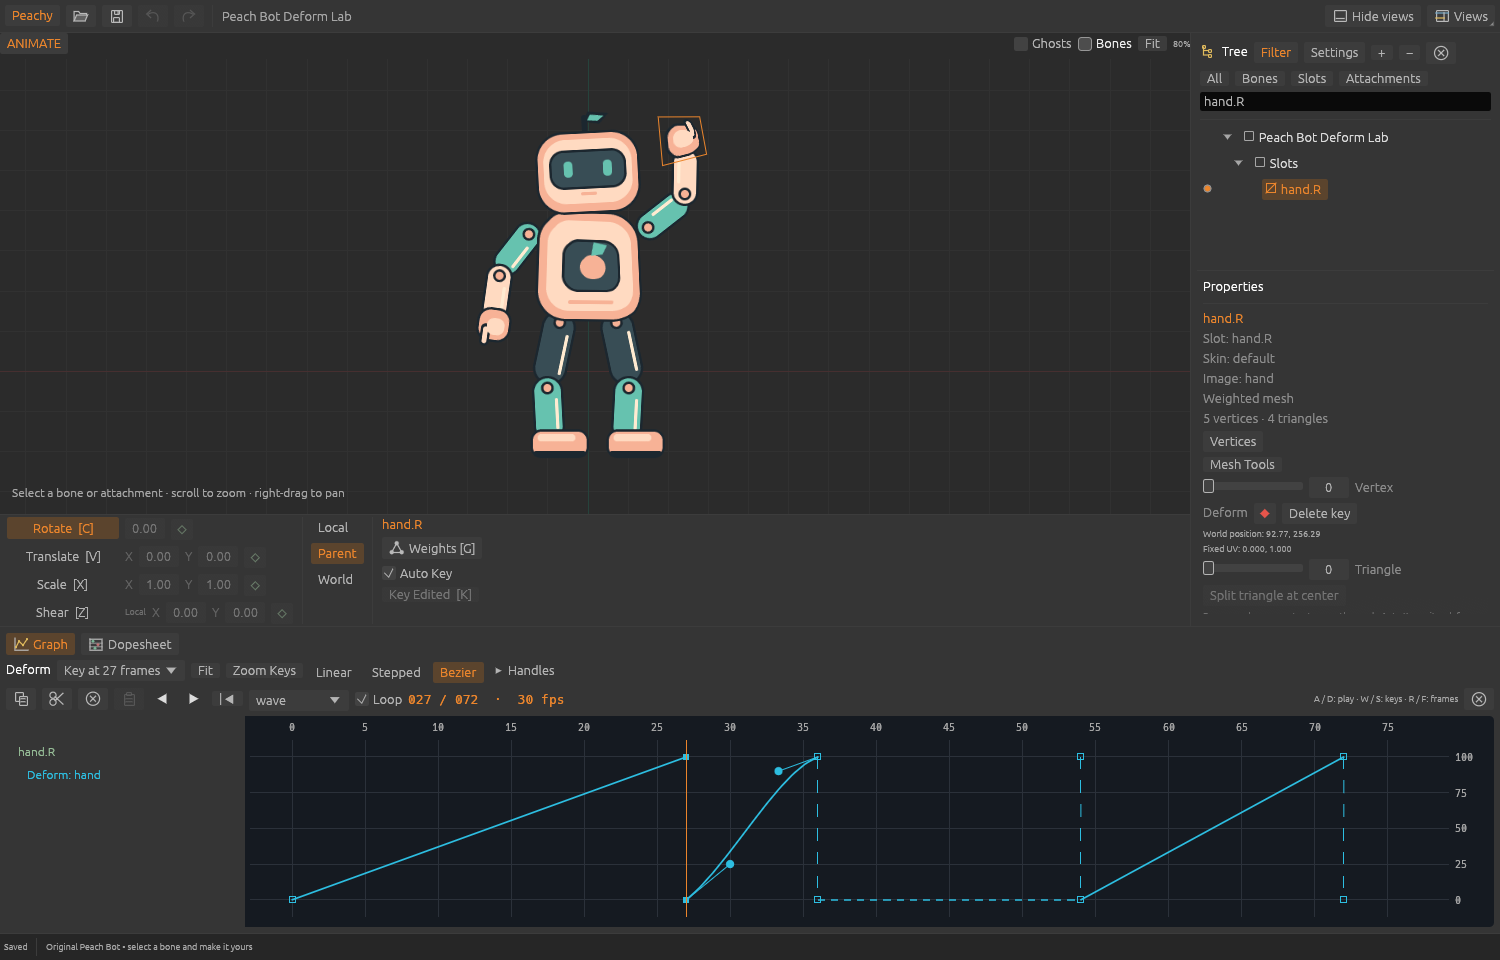 Peachy
Peach Bot Deform Lab
Hide views
Views
ANIMATE
Ghosts
Bones
Fit
80%
Tree
Filter
Settings
+
−
All
Bones
Slots
Attachments
hand.R
Peach Bot Deform Lab
Slots
hand.R
Properties
hand.R
Slot: hand.R
Skin: default
Image: hand
Weighted mesh
5 vertices · 4 triangles
Vertices
Mesh Tools
0 Vertex
Deform
Delete key
World position: 92.77, 256.29
Fixed UV: 0.000, 1.000
0 Triangle
Split triangle at center
Select a bone or attachment · scroll to zoom · right-drag to pan
Rotate [C] 0.00
Translate [V] X 0.00 Y 0.00
Scale [X] X 1.00 Y 1.00
Shear [Z] Local X 0.00 Y 0.00
Local
Parent
World
hand.R
Weights [G]
Auto Key
Key Edited [K]
Graph
Dopesheet
Deform
Key at 27 frames
Fit
Zoom Keys
Linear
Stepped
Bezier
Handles
wave
Loop
027 / 072 · 30 fps
A / D: play · W / S: keys · R / F: frames
0 5 10 15 20 25 30 35 40 45 50 55 60 65 70 75
hand.R
Deform: hand
100
75
50
25
0
Saved
Original Peach Bot • select a bone and make it yours